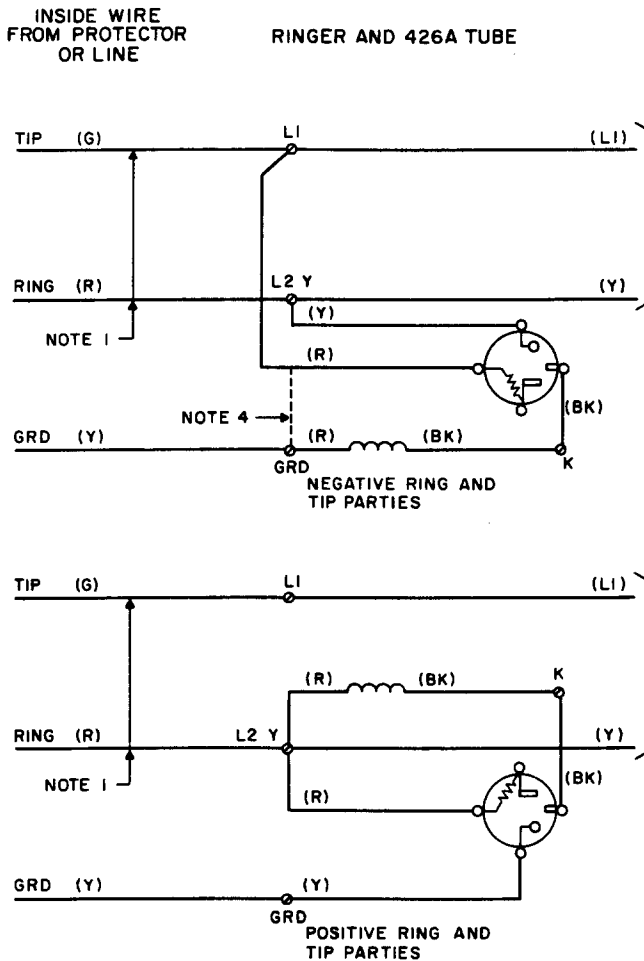 INSIDE WIRE
FROM PROTECTOR
OR LINE
RINGER AND 426A TUBE
TIP (G) L1 (L1)
RING (R) L2 Y (Y)
(Y)
NOTE 1
(R)
NOTE 4
(BK)
GRD (Y) (R) (BK)
GRD K
NEGATIVE RING AND
TIP PARTIES
TIP (G) L1 (L1)
(R) (BK) K
RING (R) L2 Y (Y)
(BK)
NOTE 1
(R)
GRD (Y) (Y)
GRD
POSITIVE RING AND
TIP PARTIES